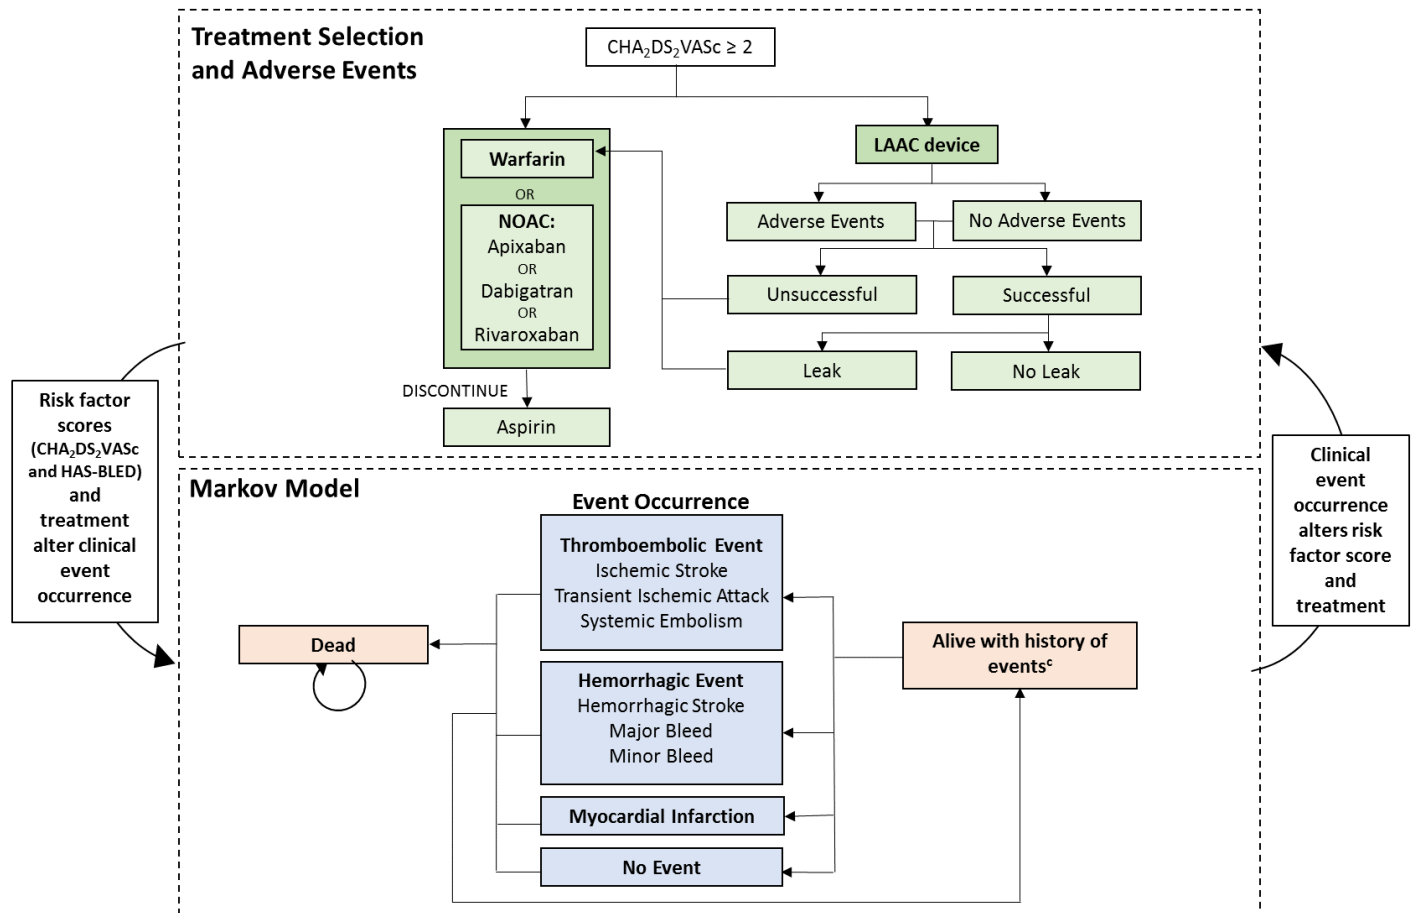 Treatment Selection
and Adverse Events
CHA₂DS₂VASc ≥ 2
Warfarin
OR
NOAC:
Apixaban
OR
Dabigatran
OR
Rivaroxaban
DISCONTINUE
Aspirin
LAAC device
Adverse Events
No Adverse Events
Unsuccessful
Successful
Leak
No Leak
Risk factor
scores
(CHA₂DS₂VASc
and HAS-BLED)
and
treatment
alter clinical
event
occurrence
Clinical
event
occurrence
alters risk
factor score
and
treatment
Markov Model
Event Occurrence
Thromboembolic Event
Ischemic Stroke
Transient Ischemic Attack
Systemic Embolism
Hemorrhagic Event
Hemorrhagic Stroke
Major Bleed
Minor Bleed
Myocardial Infarction
No Event
Dead
Alive with history of
eventsᶜ